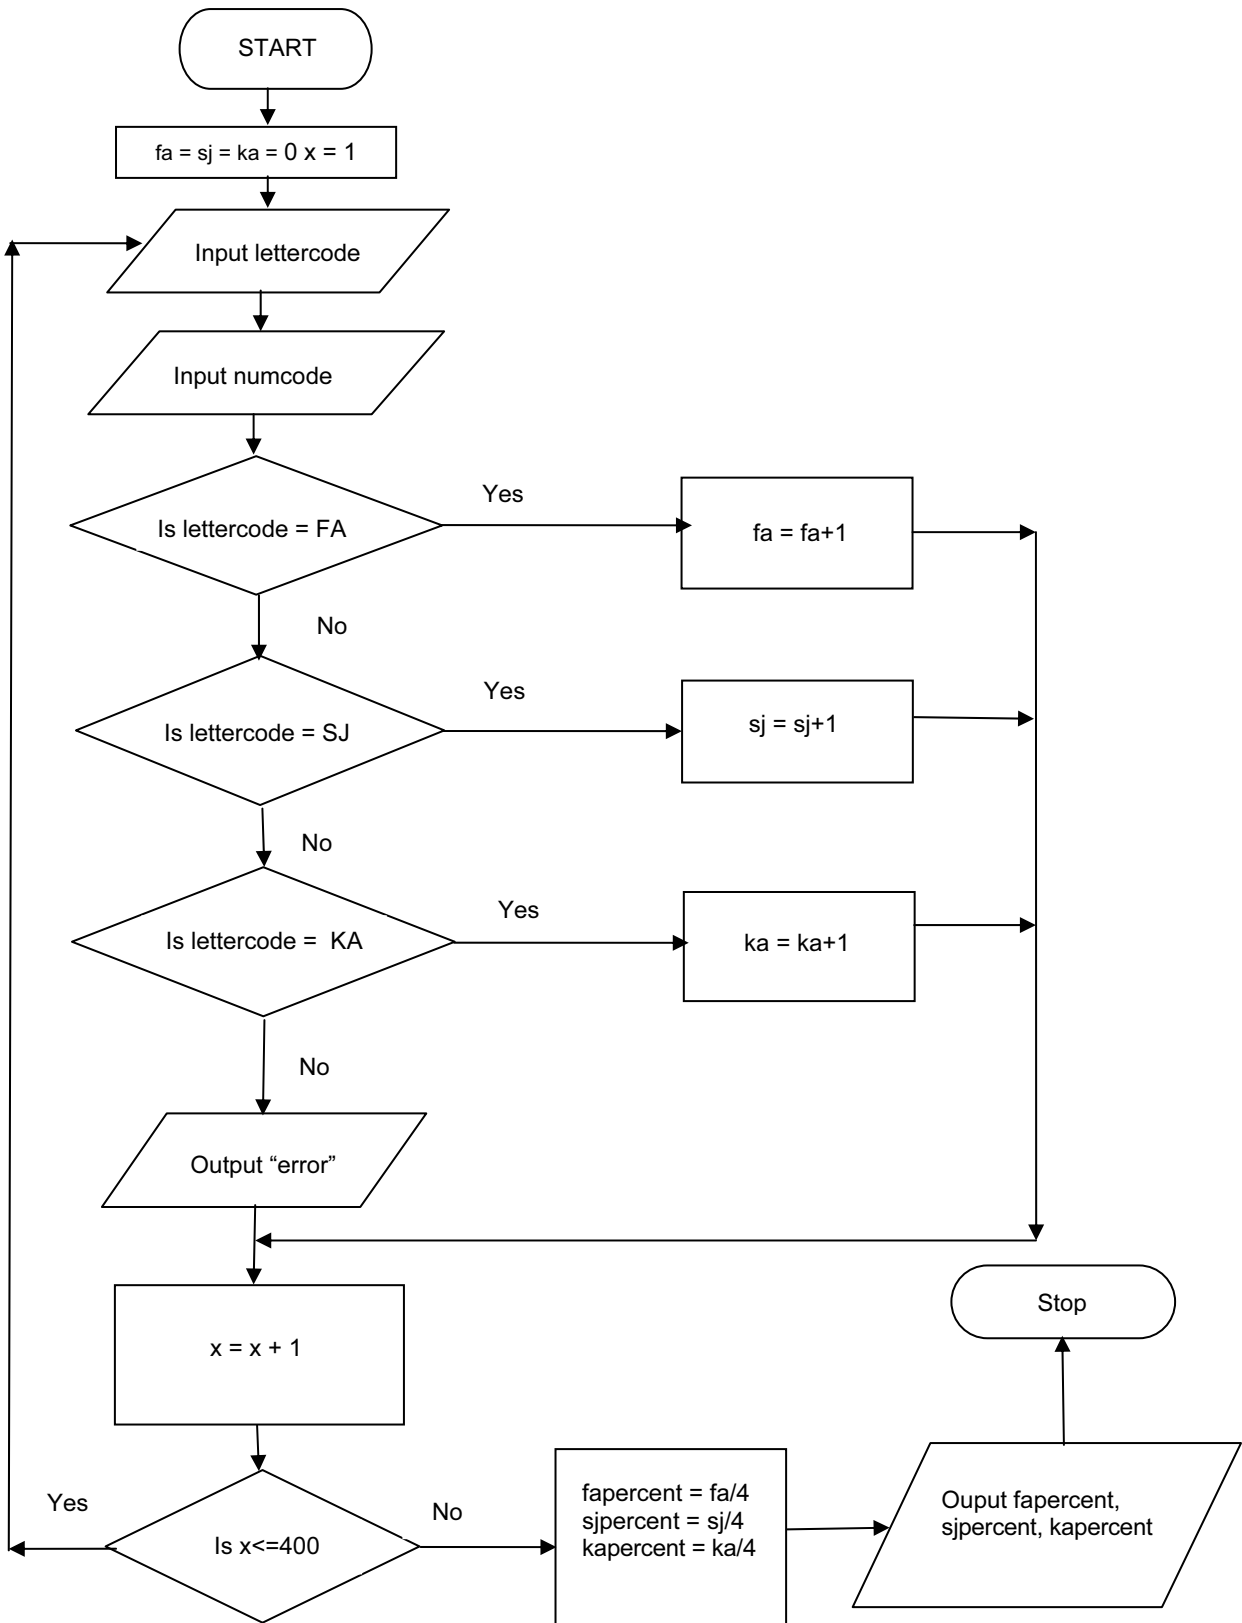 START
fa = sj = ka = 0 x = 1
Input lettercode
Input numcode
Is lettercode = FA
Yes
fa = fa+1
No
Is lettercode = SJ
Yes
sj = sj+1
No
Is lettercode = KA
Yes
ka = ka+1
No
Output “error”
x = x + 1
Is x<=400
Yes
No
fapercent = fa/4
sjpercent = sj/4
kapercent = ka/4
Ouput fapercent,
sjpercent, kapercent
Stop